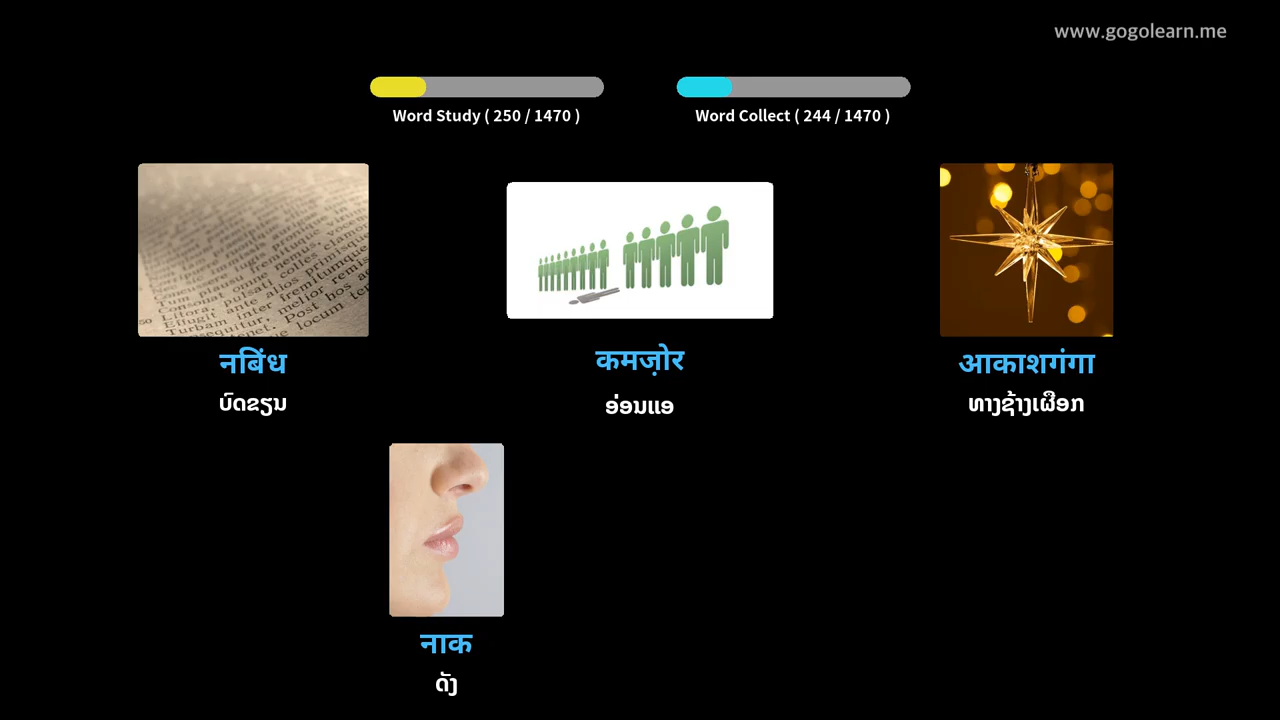 www.gogolearn.me
Word Study ( 250 / 1470 )
Word Collect ( 244 / 1470 )
नबिंध
कमज़ोर
आकाशगंगा
ບົດຂຽນ
ອ່ອນແອ
ທາງຊ້າງເຜືອກ
नाक
ດັງ